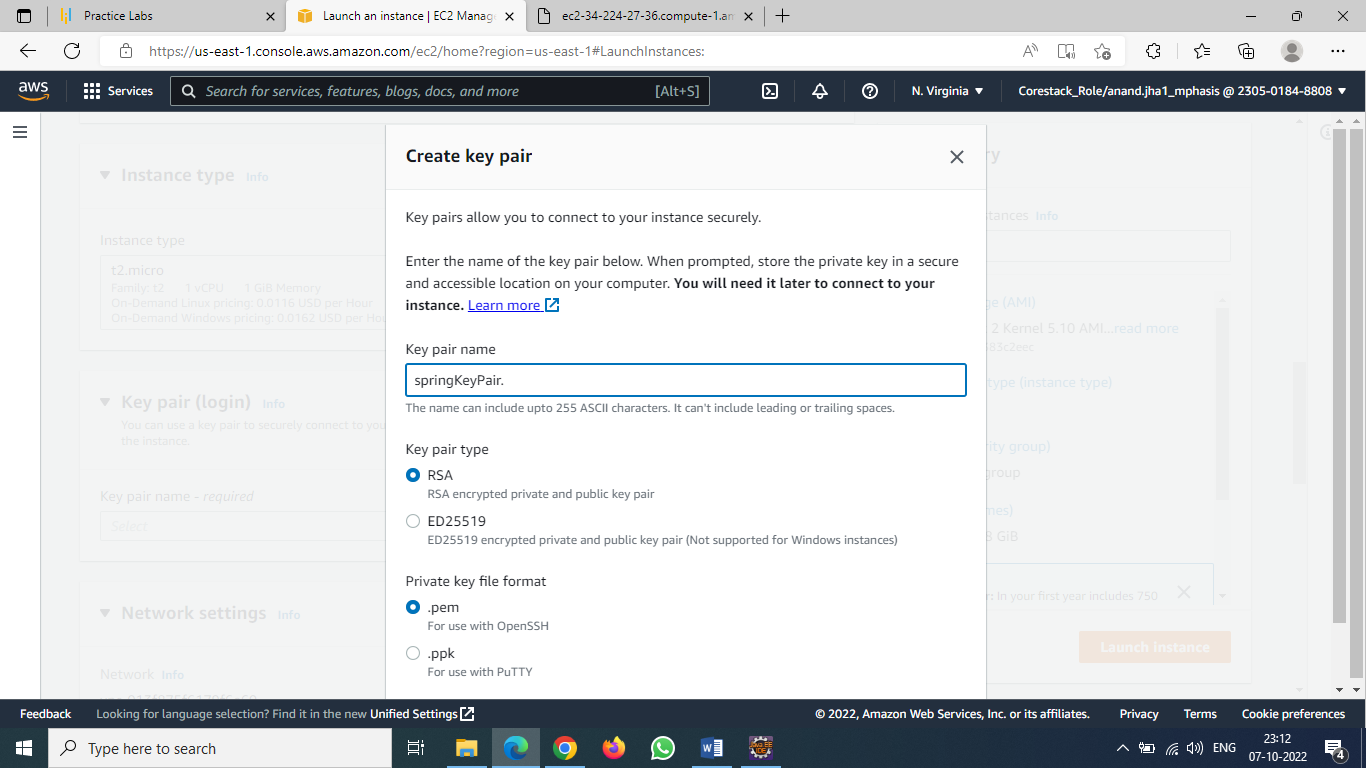 Practice Labs
Launch an instance | EC2 Manag
ec2-34-224-27-36.compute-1.am
https://us-east-1.console.aws.amazon.com/ec2/home?region=us-east-1#LaunchInstances:
aws
Services
Search for services, features, blogs, docs, and more
[Alt+S]
N. Virginia
Corestack_Role/anand.jha1_mphasis @ 2305-0184-8808
Instance type Info
Instance type
t2.micro
Family: t2 1 vCPU 1 GiB Memory
On-Demand Linux pricing: 0.0116 USD per Hour
On-Demand Windows pricing: 0.0162 USD per Hou
Key pair (login) Info
You can use a key pair to securely connect to you
the instance.
Key pair name - required
Select
Network settings Info
Network Info
Create key pair
Key pairs allow you to connect to your instance securely.
Enter the name of the key pair below. When prompted, store the private key in a secure
and accessible location on your computer. You will need it later to connect to your
instance. Learn more
Key pair name
springKeyPair.
The name can include upto 255 ASCII characters. It can't include leading or trailing spaces.
Key pair type
RSA
RSA encrypted private and public key pair
ED25519
ED25519 encrypted private and public key pair (Not supported for Windows instances)
Private key file format
.pem
For use with OpenSSH
.ppk
For use with PuTTY
ry
stances Info
ge (AMI)
2 Kernel 5.10 AMI...read more
383c2eec
type (instance type)
ity group)
group
mes)
8 GiB
r: In your first year includes 750
Launch instance
Feedback
Looking for language selection? Find it in the new Unified Settings
© 2022, Amazon Web Services, Inc. or its affiliates.
Privacy
Terms
Cookie preferences
Type here to search
ENG
23:12
07-10-2022
4